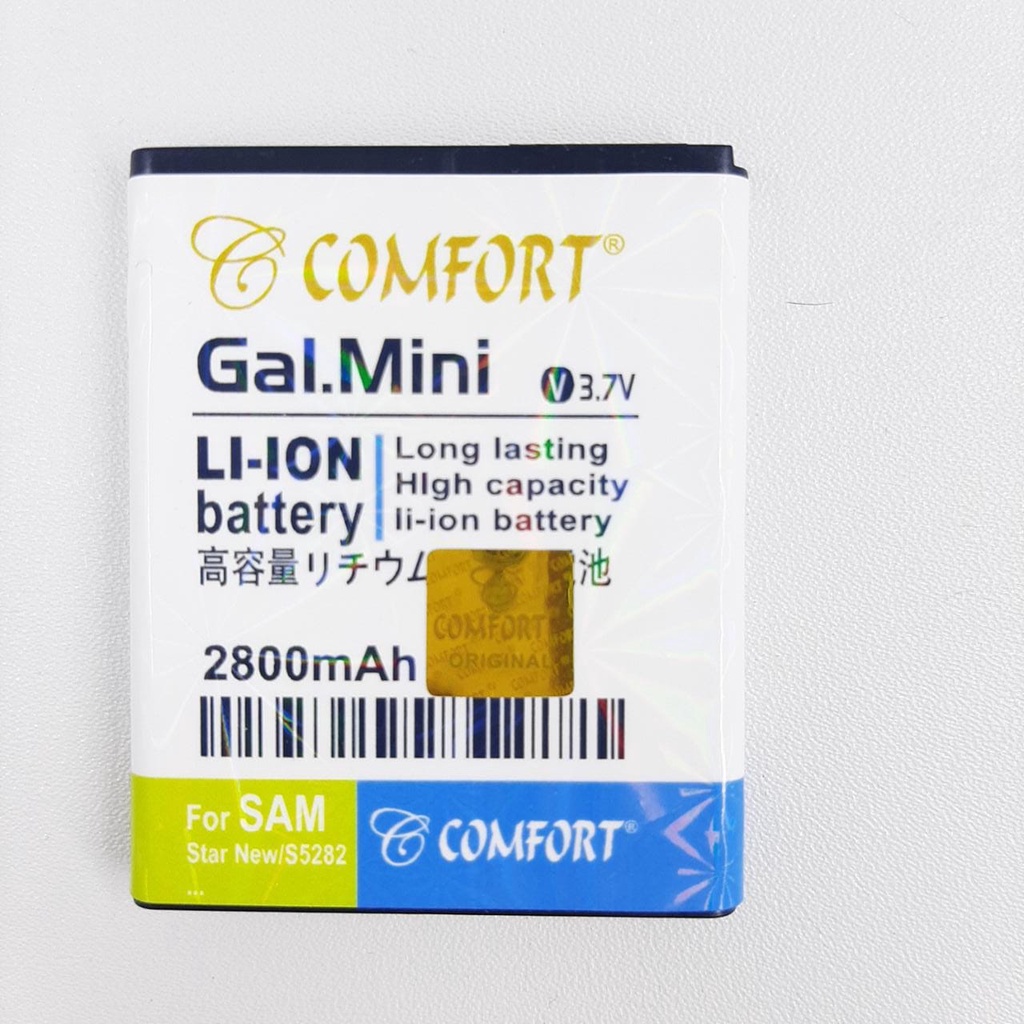 COMFORT®
Gal.Mini
V 3.7V
LI-ION
battery
Long lasting
HIgh capacity
li-ion battery
高容量リチウム 池
COMFORT
ORIGINAL
2800mAh
For SAM
Star New/S5282
...
COMFORT®